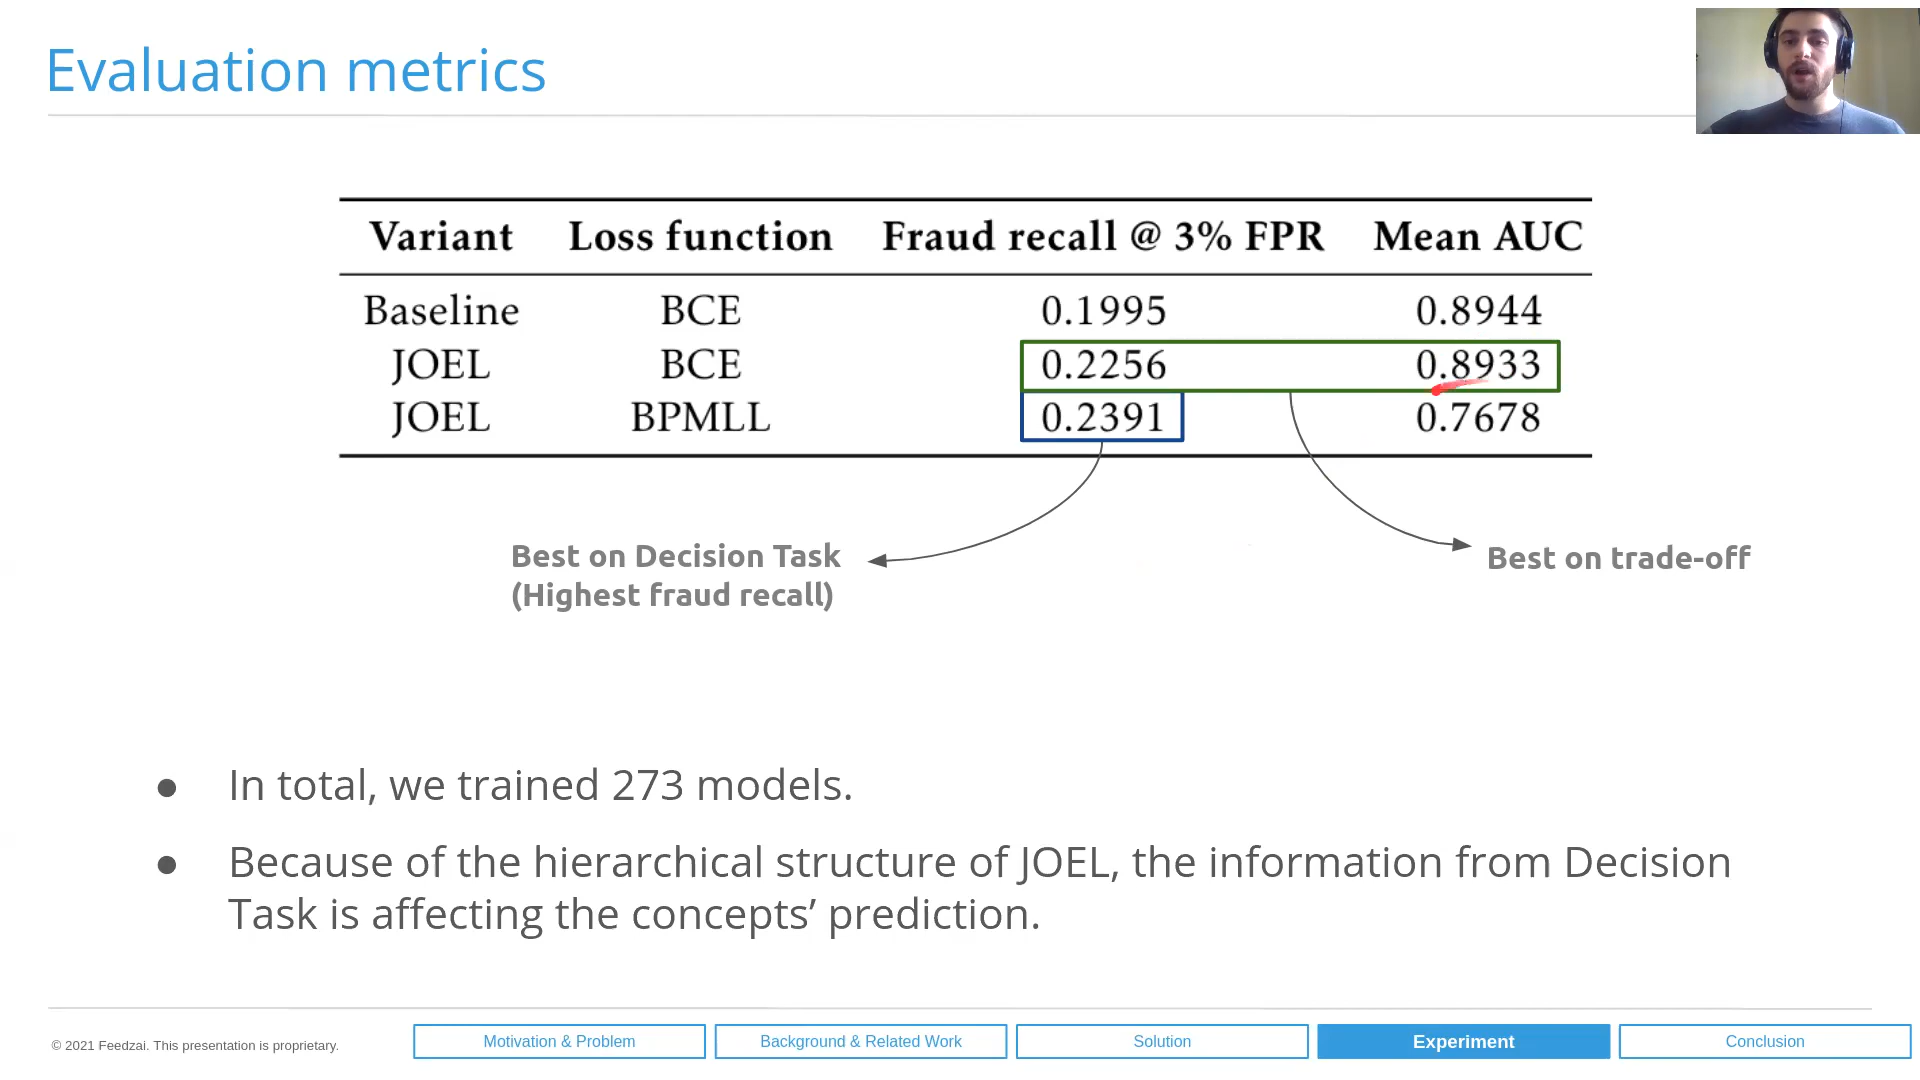 Evaluation metrics
Variant Loss function Fraud recall @ 3% FPR Mean AUC
Baseline BCE 0.1995 0.8944
JOEL BCE 0.2256 0.8933
JOEL BPMLL 0.2391 0.7678
Best on Decision Task
(Highest fraud recall)
Best on trade-off
● In total, we trained 273 models.
● Because of the hierarchical structure of JOEL, the information from Decision
Task is affecting the concepts’ prediction.
© 2021 Feedzai. This presentation is proprietary.
Motivation & Problem
Background & Related Work
Solution
Experiment
Conclusion